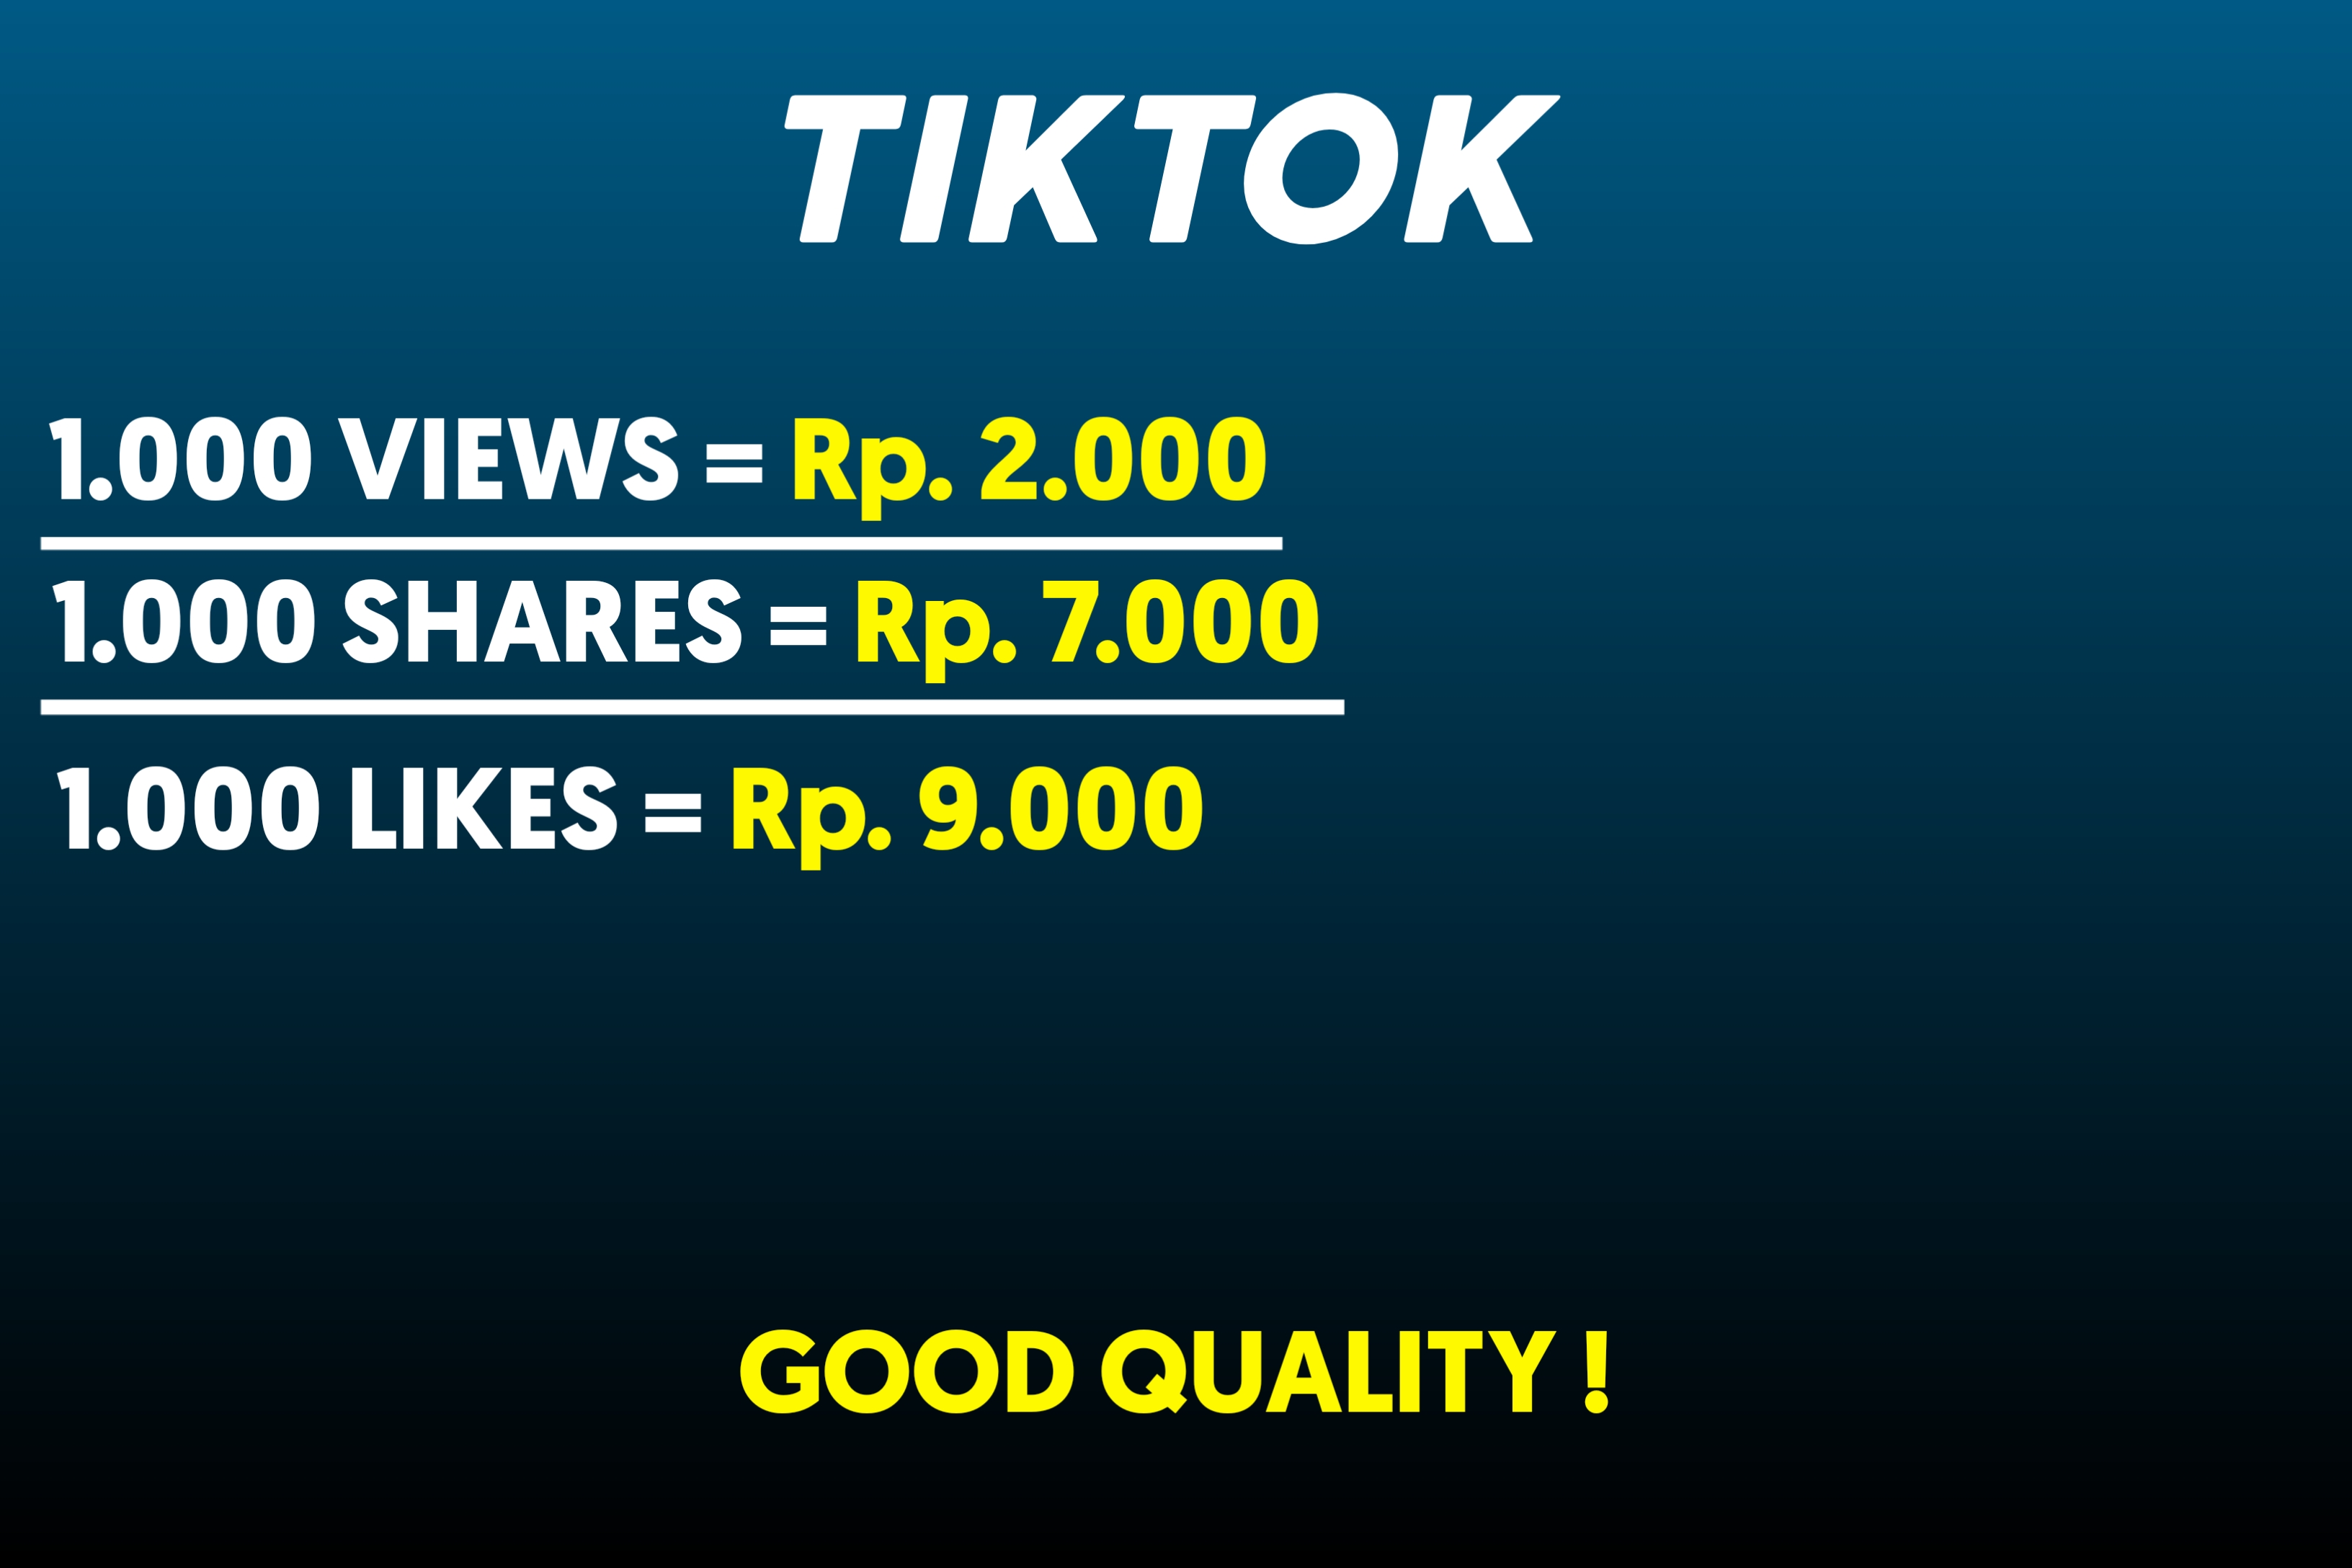 TIKTOK
1.000 VIEWS = Rp. 2.000
1.000 SHARES = Rp. 7.000
1.000 LIKES = Rp. 9.000
GOOD QUALITY !